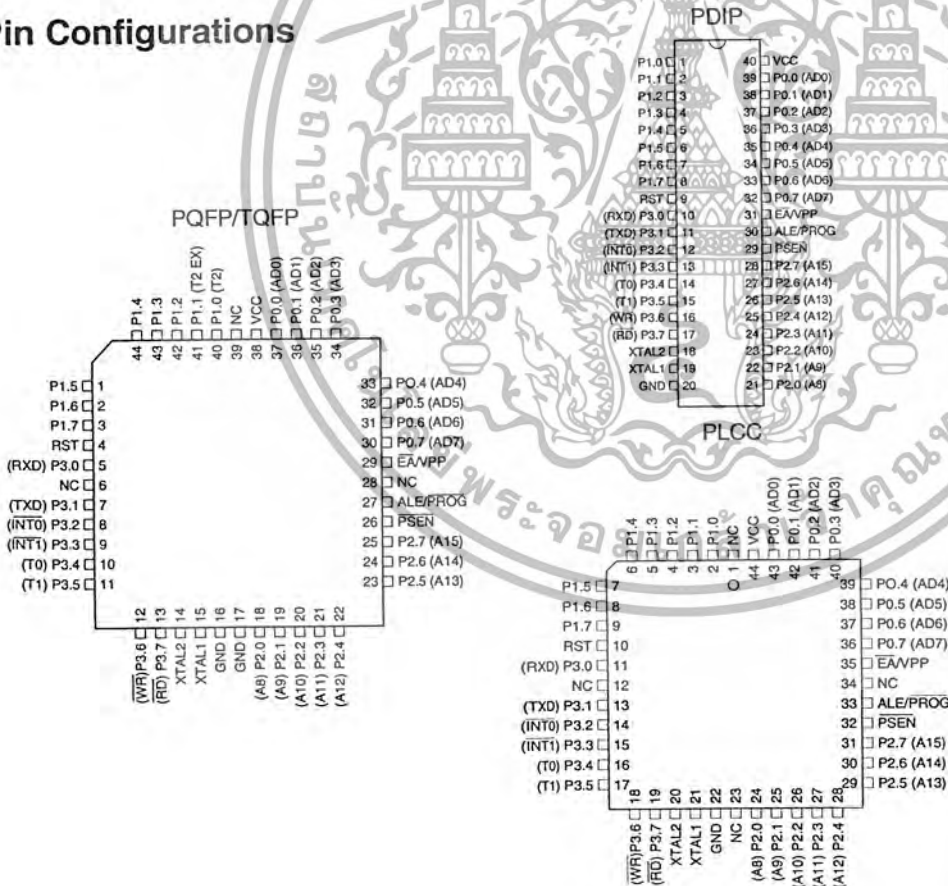 Pin Configurations
PDIP
P1.0 1
P1.1 2
P1.2 3
P1.3 4
P1.4 5
P1.5 6
P1.6 7
P1.7 8
RST 9
(RXD) P3.0 10
(TXD) P3.1 11
(INT0) P3.2 12
(INT1) P3.3 13
(T0) P3.4 14
(T1) P3.5 15
(WR) P3.6 16
(RD) P3.7 17
XTAL2 18
XTAL1 19
GND 20
40 VCC
39 P0.0 (AD0)
38 P0.1 (AD1)
37 P0.2 (AD2)
36 P0.3 (AD3)
35 P0.4 (AD4)
34 P0.5 (AD5)
33 P0.6 (AD6)
32 P0.7 (AD7)
31 EA/VPP
30 ALE/PROG
29 PSEN
28 P2.7 (A15)
27 P2.6 (A14)
26 P2.5 (A13)
25 P2.4 (A12)
24 P2.3 (A11)
23 P2.2 (A10)
22 P2.1 (A9)
21 P2.0 (A8)
PQFP/TQFP
44 P1.4
43 P1.3
42 P1.2
41 P1.1 (T2 EX)
40 P1.0 (T2)
39 NC
38 VCC
37 P0.0 (AD0)
36 P0.1 (AD1)
35 P0.2 (AD2)
34 P0.3 (AD3)
P1.5 1
P1.6 2
P1.7 3
RST 4
(RXD) P3.0 5
NC 6
(TXD) P3.1 7
(INT0) P3.2 8
(INT1) P3.3 9
(T0) P3.4 10
(T1) P3.5 11
33 PO.4 (AD4)
32 P0.5 (AD5)
31 P0.6 (AD6)
30 P0.7 (AD7)
29 EA/VPP
28 NC
27 ALE/PROG
26 PSEN
25 P2.7 (A15)
24 P2.6 (A14)
23 P2.5 (A13)
(WR) P3.6 12
(RD) P3.7 13
XTAL2 14
XTAL1 15
GND 16
GND 17
(A8) P2.0 18
(A9) P2.1 19
(A10) P2.2 20
(A11) P2.3 21
(A12) P2.4 22
PLCC
6 P1.4
5 P1.3
4 P1.2
3 P1.1
2 P1.0
1 NC
44 VCC
43 P0.0 (AD0)
42 P0.1 (AD1)
41 P0.2 (AD2)
40 P0.3 (AD3)
P1.5 7
P1.6 8
P1.7 9
RST 10
(RXD) P3.0 11
NC 12
(TXD) P3.1 13
(INT0) P3.2 14
(INT1) P3.3 15
(T0) P3.4 16
(T1) P3.5 17
39 PO.4 (AD4)
38 P0.5 (AD5)
37 P0.6 (AD6)
36 P0.7 (AD7)
35 EA/VPP
34 NC
33 ALE/PROG
32 PSEN
31 P2.7 (A15)
30 P2.6 (A14)
29 P2.5 (A13)
(WR) P3.6 18
(RD) P3.7 19
XTAL2 20
XTAL1 21
GND 22
NC 23
(A8) P2.0 24
(A9) P2.1 25
(A10) P2.2 26
(A11) P2.3 27
(A12) P2.4 28